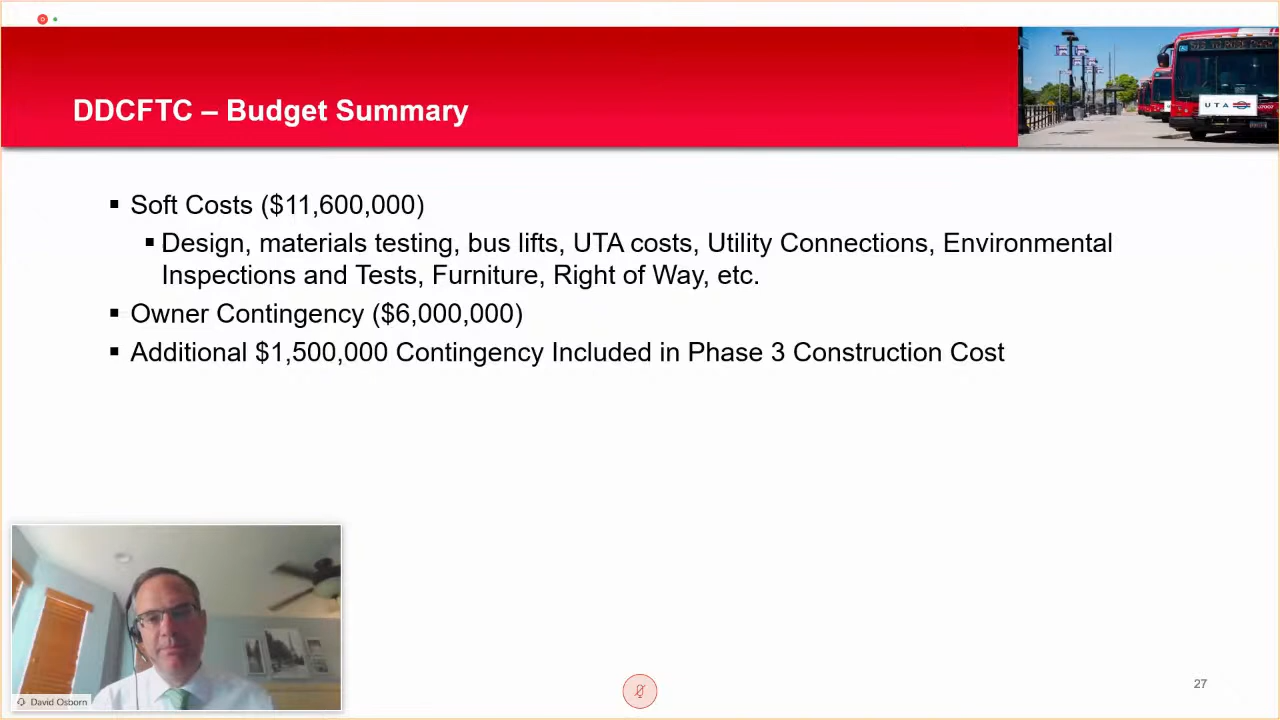 DDCFTC – Budget Summary
UTA
▪ Soft Costs ($11,600,000)
▪ Design, materials testing, bus lifts, UTA costs, Utility Connections, Environmental
Inspections and Tests, Furniture, Right of Way, etc.
▪ Owner Contingency ($6,000,000)
▪ Additional $1,500,000 Contingency Included in Phase 3 Construction Cost
David Osborn
27